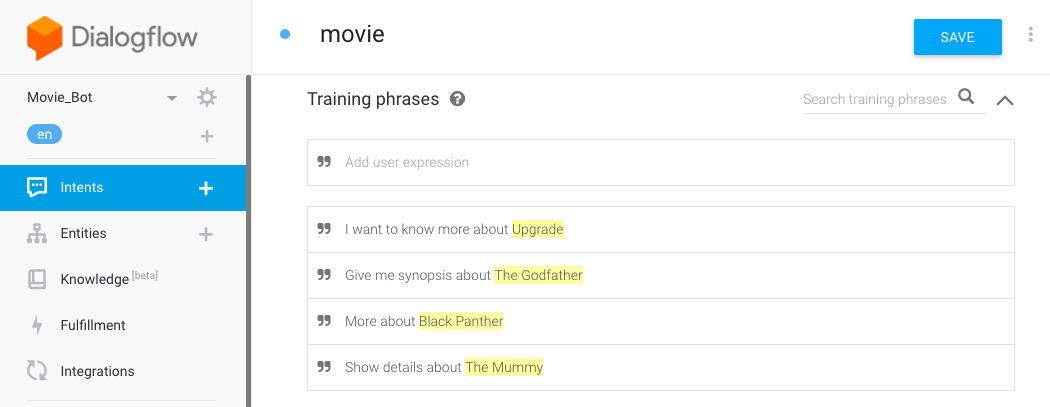 Dialogflow
movie
SAVE
Movie_Bot
en
Intents
Entities
Knowledge [beta]
Fulfillment
Integrations
Training phrases ?
Search training phrases
Add user expression
I want to know more about Upgrade
Give me synopsis about The Godfather
More about Black Panther
Show details about The Mummy